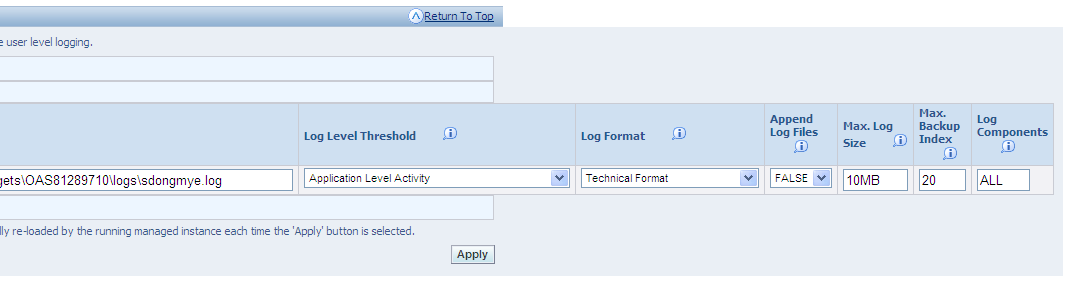 Return To Top
e user level logging.
Log Level Threshold
Log Format
Append
Log Files
Max. Log
Size
Max.
Backup
Index
Log
Components
gets\OAS81289710\logs\sdongmye.log
Application Level Activity
Technical Format
FALSE
10MB
20
ALL
lly re-loaded by the running managed instance each time the 'Apply' button is selected.
Apply